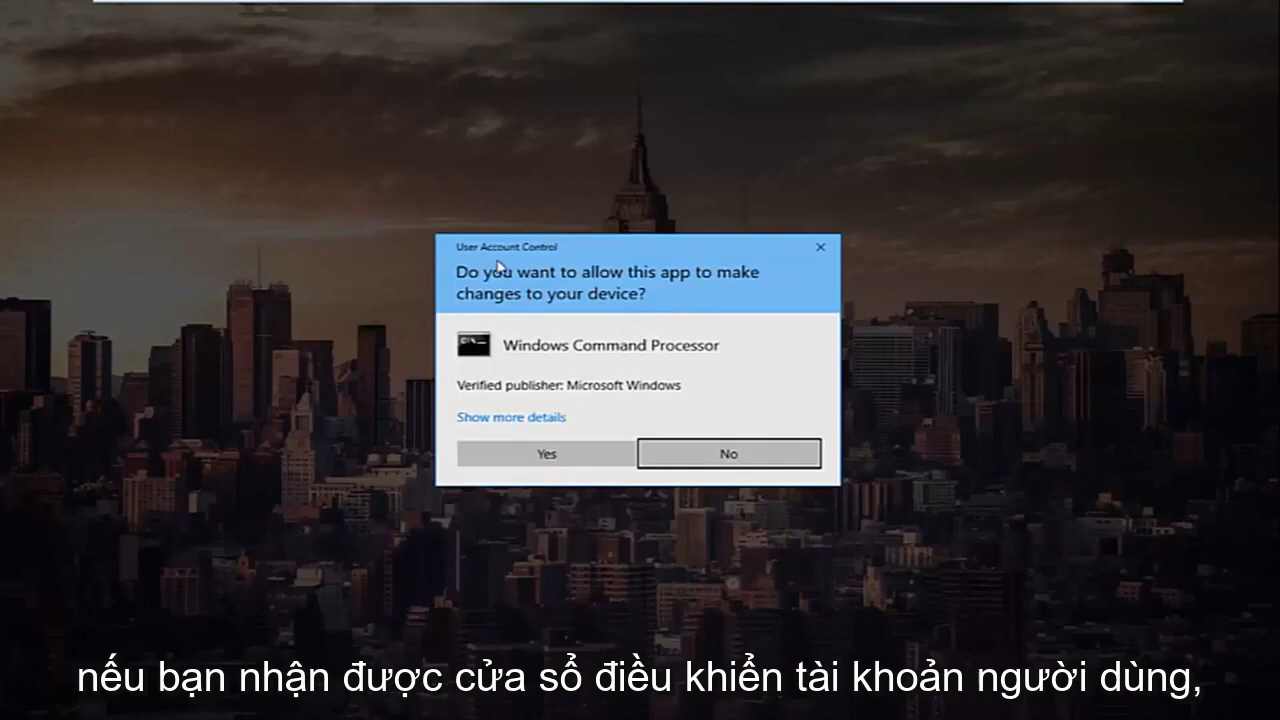 User Account Control
Do you want to allow this app to make
changes to your device?
Windows Command Processor
Verified publisher: Microsoft Windows
Show more details
Yes
No
nếu bạn nhận được cửa sổ điều khiển tài khoản người dùng,